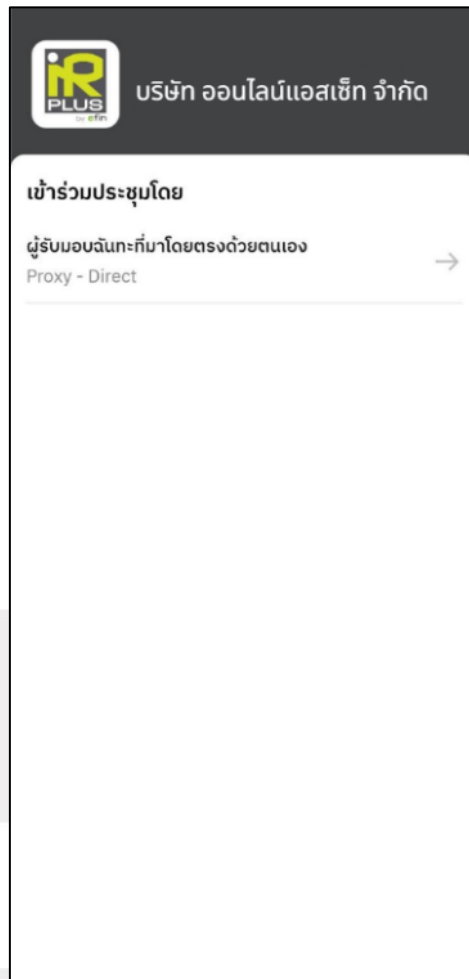 iR
PLUS
by efin
บริษัท ออนไลน์แอสเซ็ท จำกัด
เข้าร่วมประชุมโดย
ผู้รับมอบฉันทะที่มาโดยตรงด้วยตนเอง
Proxy - Direct